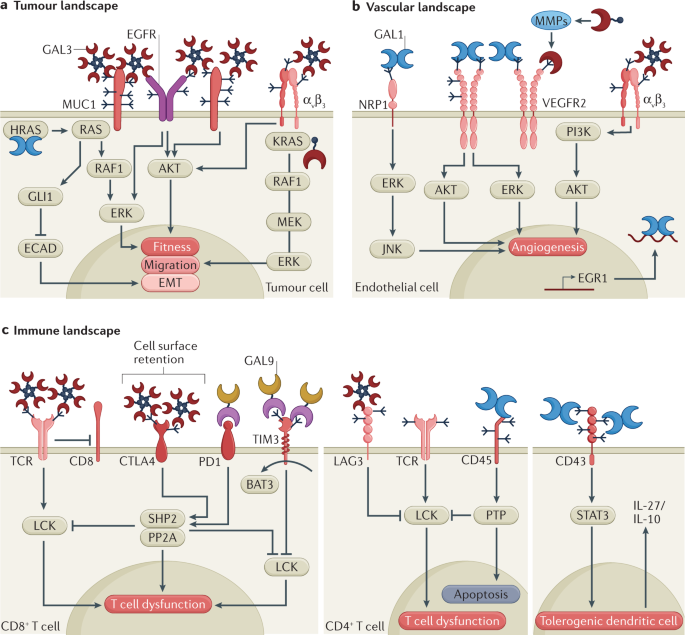 a Tumour landscape
GAL3
EGFR
MUC1
αvβ3
HRAS
RAS
KRAS
RAF1
AKT
RAF1
GLI1
ERK
MEK
ECAD
Fitness
Migration
EMT
ERK
Tumour cell
b Vascular landscape
MMPs
GAL1
NRP1
VEGFR2
αvβ3
PI3K
ERK
AKT
ERK
AKT
JNK
Angiogenesis
EGR1
Endothelial cell
c Immune landscape
Cell surface
retention
GAL9
TCR
CD8
CTLA4
PD1
TIM3
BAT3
LCK
SHP2
PP2A
LCK
T cell dysfunction
CD8+ T cell
LAG3
TCR
CD45
LCK
PTP
Apoptosis
T cell dysfunction
CD4+ T cell
CD43
STAT3
IL-27/
IL-10
Tolerogenic dendritic cell